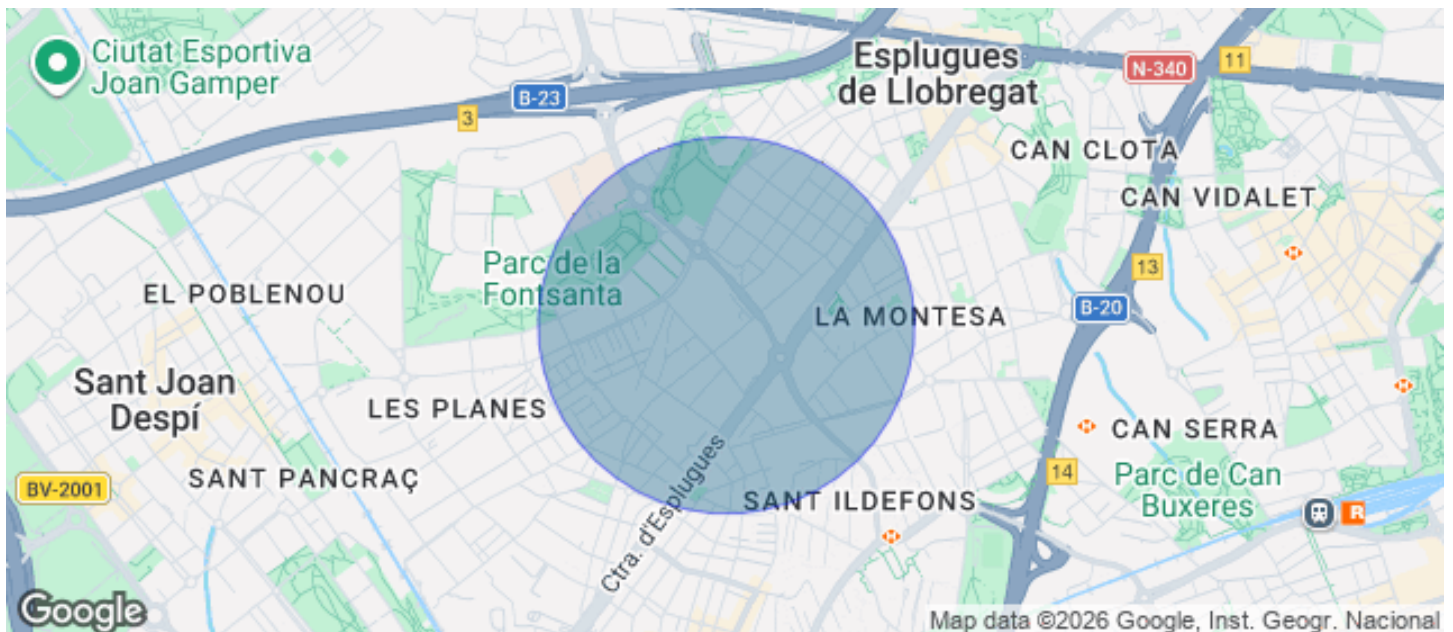 Ciutat Esportiva
Joan Gamper
Esplugues
de Llobregat
N-340
11
B-23
3
CAN CLOTA
CAN VIDALET
Parc de la
Fontsanta
13
EL POBLENOU
LA MONTESA
B-20
Sant Joan
Despí
LES PLANES
CAN SERRA
SANT PANCRAÇ
Ctra. d'Esplugues
14
Parc de Can
Buxeres
BV-2001
SANT ILDEFONS
R
Google
Map data ©2026 Google, Inst. Geogr. Nacional